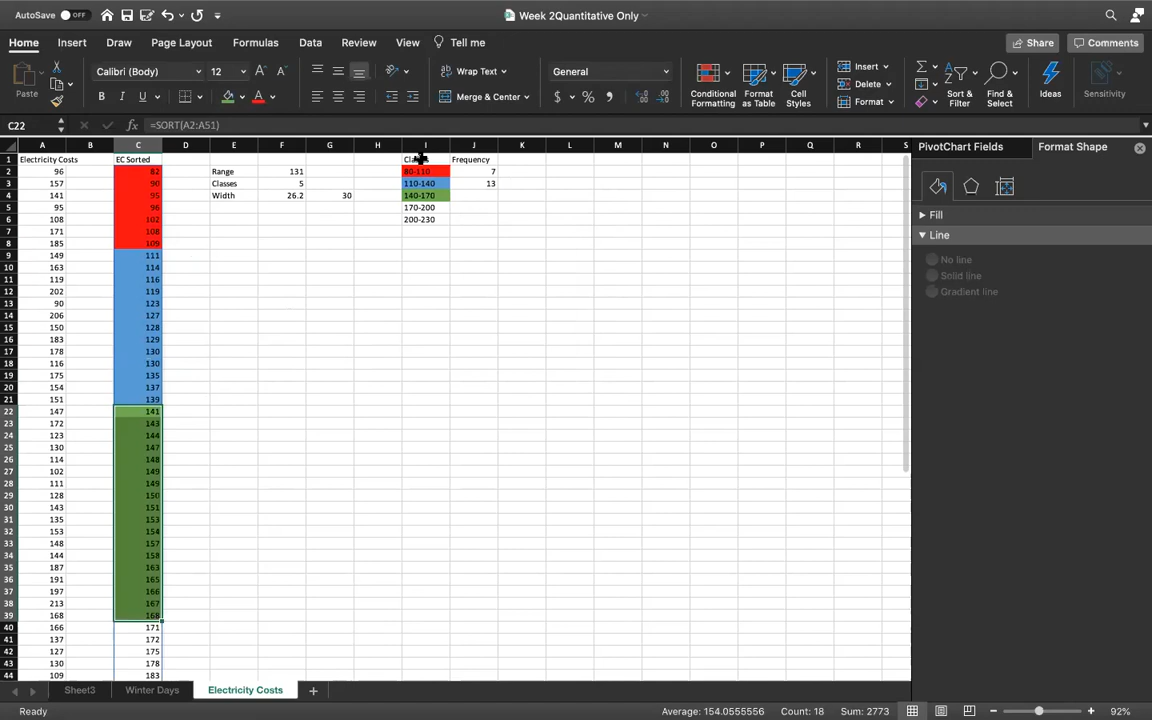 AutoSave OFF Week 2Quantitative Only
Home Insert Draw Page Layout Formulas Data Review View Tell me Share Comments
Paste Calibri (Body) 12 A A Wrap Text General Conditional Formatting Format as Table Cell Styles Insert Delete Format Sort & Filter Find & Select Ideas Sensitivity
B I U A Merge & Center $ % 9
C22 fx =SORT(A2:A51)
A B C D E F G H I J K L M N O P Q R S
1 Electricity Costs EC Sorted Frequency
2 96 82 Range 131 80-110 7
3 157 90 Classes 5 110-140 13
4 141 95 Width 26.2 30 140-170
5 95 96 170-200
6 108 102 200-230
7 171 108
8 185 109
9 149 111
10 163 114
11 119 116
12 202 119
13 90 123
14 206 127
15 150 128
16 183 129
17 178 130
18 116 130
19 175 135
20 154 137
21 151 139
22 147 141
23 172 143
24 123 144
25 130 147
26 114 148
27 102 149
28 111 149
29 128 150
30 143 151
31 135 153
32 153 154
33 148 157
34 144 158
35 187 163
36 191 165
37 197 166
38 213 167
39 168 168
40 166 171
41 137 172
42 127 175
43 130 178
44 109 183
PivotChart Fields Format Shape
Fill
Line
No line
Solid line
Gradient line
Sheet3 Winter Days Electricity Costs
Ready Average: 154.0555556 Count: 18 Sum: 2773 92%